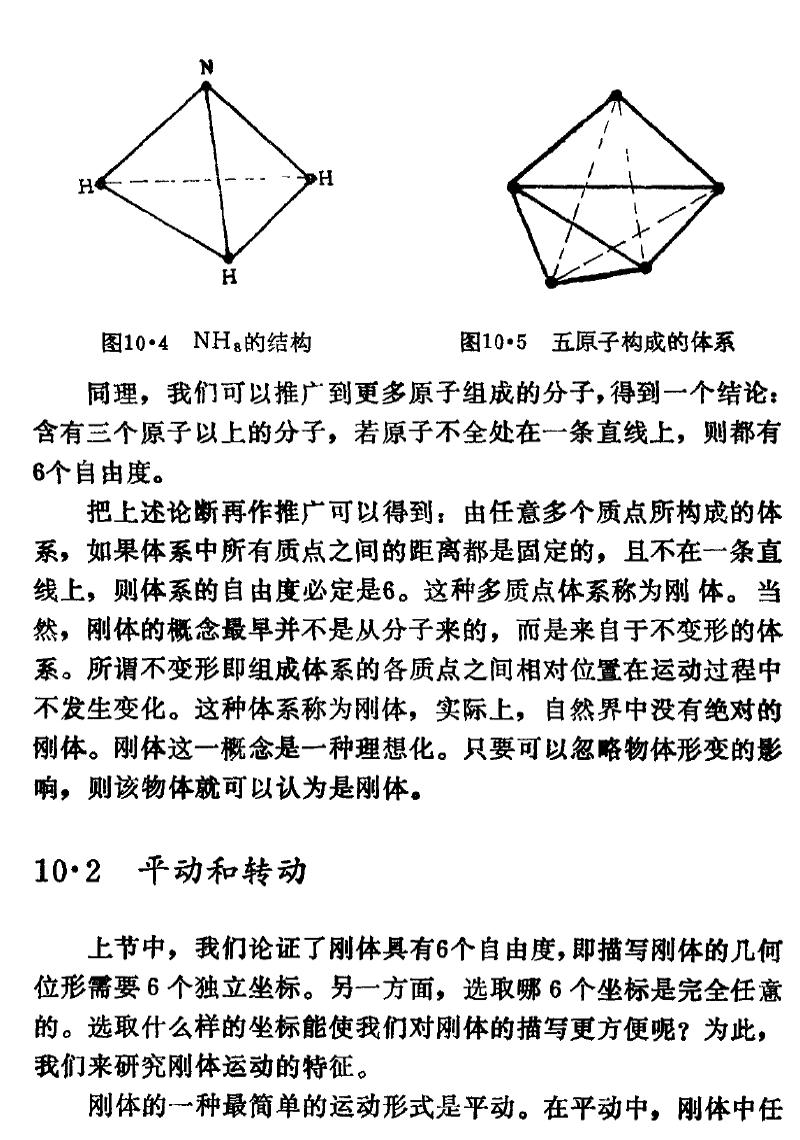 N
H
H
H
图10·4 NH₃的结构
图10·5 五原子构成的体系
同理，我们可以推广到更多原子组成的分子，得到一个结论：
含有三个原子以上的分子，若原子不全处在一条直线上，则都有
6个自由度。
把上述论断再作推广可以得到：由任意多个质点所构成的体
系，如果体系中所有质点之间的距离都是固定的，且不在一条直
线上，则体系的自由度必定是6。这种多质点体系称为刚体。当
然，刚体的概念最早并不是从分子来的，而是来自于不变形的体
系。所谓不变形即组成体系的各质点之间相对位置在运动过程中
不发生变化。这种体系称为刚体，实际上，自然界中没有绝对的
刚体。刚体这一概念是一种理想化。只要可以忽略物体形变的影
响，则该物体就可以认为是刚体。
10·2 平动和转动
上节中，我们论证了刚体具有6个自由度，即描写刚体的几何
位形需要6个独立坐标。另一方面，选取哪6个坐标是完全任意
的。选取什么样的坐标能使我们对刚体的描写更方便呢？为此，
我们来研究刚体运动的特征。
刚体的一种最简单的运动形式是平动。在平动中，刚体中任